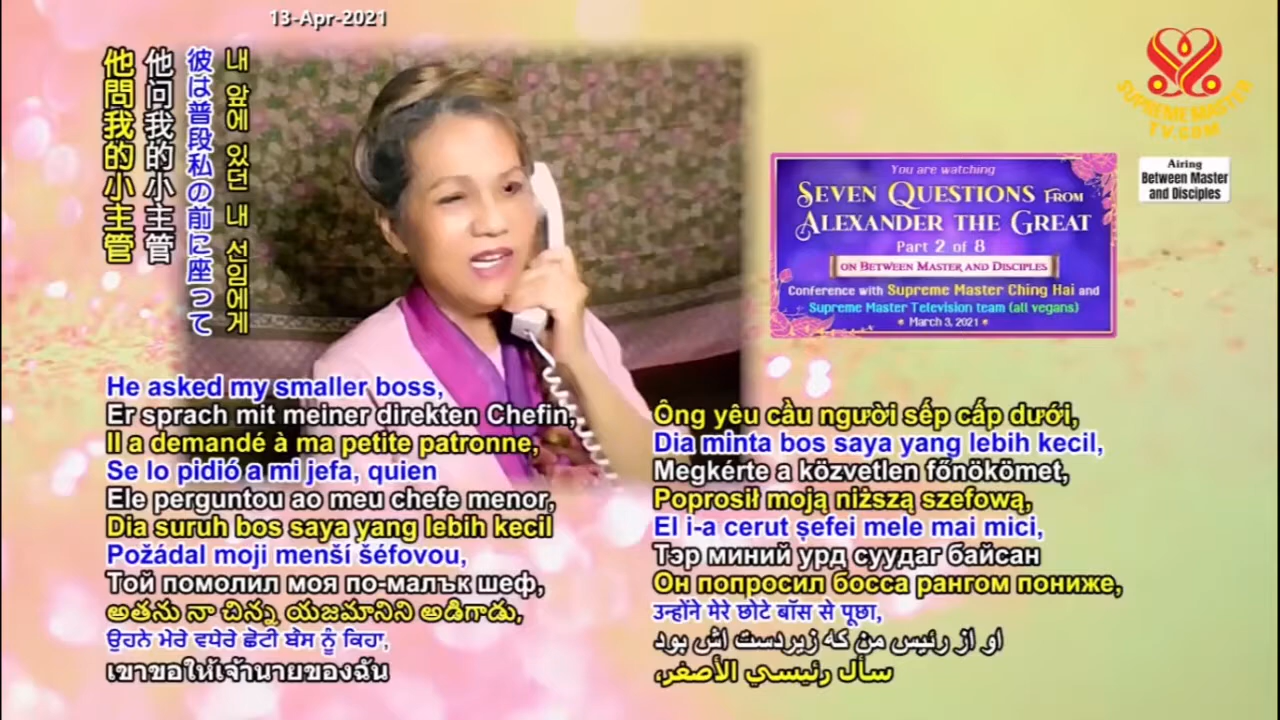 13-Apr-2021
他問我的小主管
他问我的小主管
彼は普段私の前に座って
내 앞에 있던 내 선임에게
SUPREME MASTER
TV.COM
Airing
Between Master
and Disciples
You are watching
SEVEN QUESTIONS FROM
ALEXANDER THE GREAT
Part 2 of 8
ON BETWEEN MASTER AND DISCIPLES
Conference with Supreme Master Ching Hai and
Supreme Master Television team (all vegans)
* March 3, 2021 *
He asked my smaller boss,
Er sprach mit meiner direkten Chefin,
Il a demandé à ma petite patronne,
Se lo pidió a mi jefa, quien
Ele perguntou ao meu chefe menor,
Dia suruh bos saya yang lebih kecil
Požádal moji menší šéfovou,
Той помолил моя по-малък шеф,
అతను నా చిన్న యజమానిని అడిగాడు,
ਉਹਨੇ ਮੇਰੇ ਵਧੇਰੇ ਛੋਟੀ ਬੌਸ ਨੂੰ ਕਿਹਾ,
เขาขอให้เจ้านายของฉัน
Ông yêu cầu người sếp cấp dưới,
Dia minta bos saya yang lebih kecil,
Megkérte a közvetlen főnökömet,
Poprosił moją niższą szefową,
El i-a cerut șefei mele mai mici,
Тэр миний урд суудаг байсан
Он попросил босса рангом пониже,
उन्होंने मेरे छोटे बॉस से पूछा,
او از رئیس من که زیردست اش بود
سأل رئيسي الأصغر،